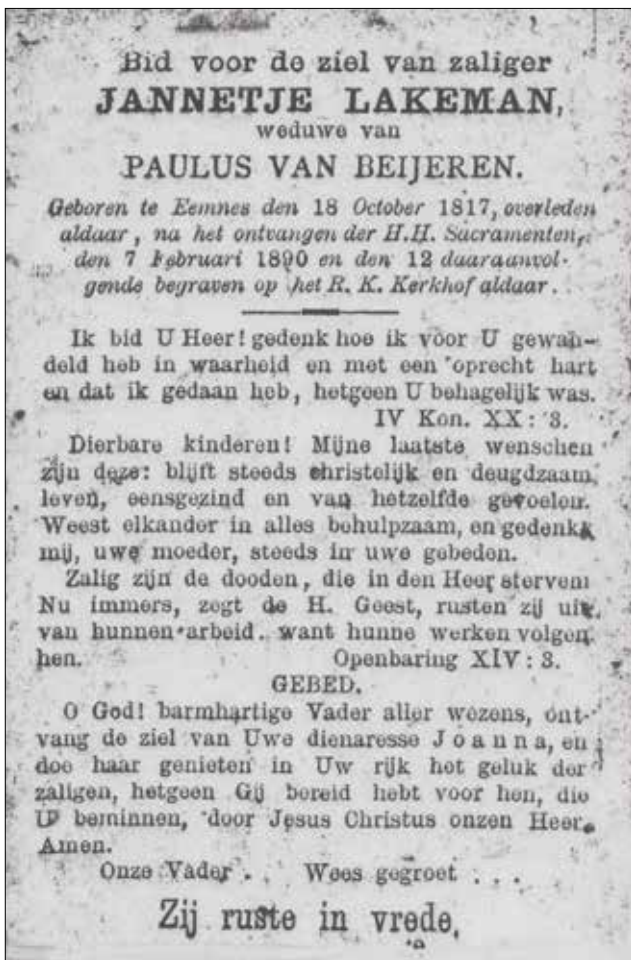 Bid voor de ziel van zaliger
JANNETJE LAKEMAN,
weduwe van
PAULUS VAN BEIJEREN.
Geboren te Eemnes den 18 October 1817, overleden
aldaar, na het ontvangen der H.H. Sacramenten,
den 7 Februari 1890 en den 12 daaraanvol-
gende begraven op het R. K. Kerkhof aldaar.
Ik bid U Heer! gedenk hoe ik voor U gewan-
deld heb in waarheid en met een oprecht hart
en dat ik gedaan heb, hetgeen U behagelijk was.
IV Kon. XX: 3.
Dierbare kinderen! Mijne laatste wenschen
zijn deze: blijft steeds christelijk en deugdzaam
leven, eensgezind en van hetzelfde gevoelen.
Weest elkander in alles behulpzaam, en gedenkt
mij, uwe moeder, steeds in uwe gebeden.
Zalig zijn de dooden, die in den Heer sterven
Nu immers, zegt de H. Geest, rusten zij uit
van hunnen arbeid. want hunne werken volgen
hen. Openbaring XIV: 3.
GEBED.
O God! barmhartige Vader aller wezens, ont-
vang de ziel van Uwe dienaresse Joanna, en
doe haar genieten in Uw rijk het geluk der
zaligen, hetgeen Gij bereid hebt voor hen, die
U beminnen, door Jesus Christus onzen Heer.
Amen.
Onze Vader . . Wees gegroet . . .
Zij ruste in vrede.